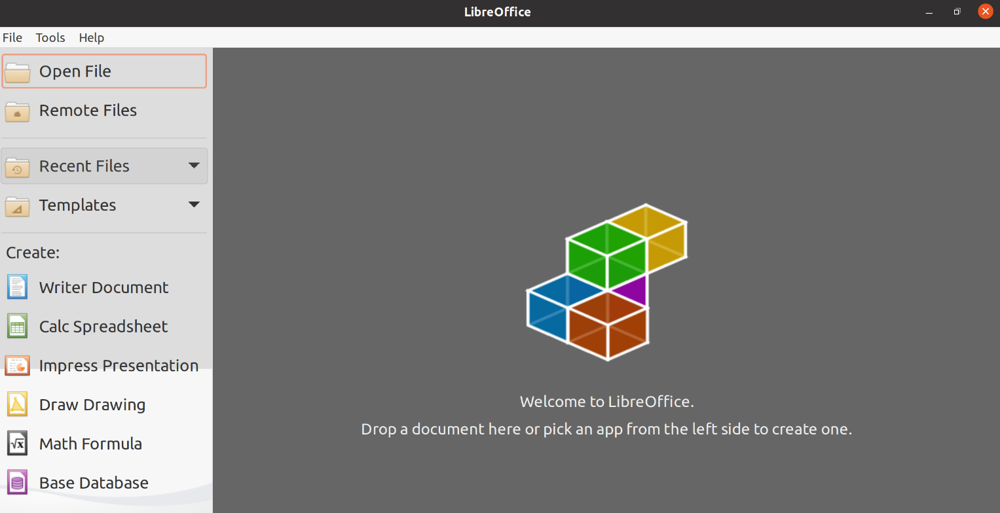 LibreOffice
File Tools Help
Open File
Remote Files
Recent Files
Templates
Create:
Writer Document
Calc Spreadsheet
Impress Presentation
Draw Drawing
Math Formula
Base Database
Welcome to LibreOffice.
Drop a document here or pick an app from the left side to create one.